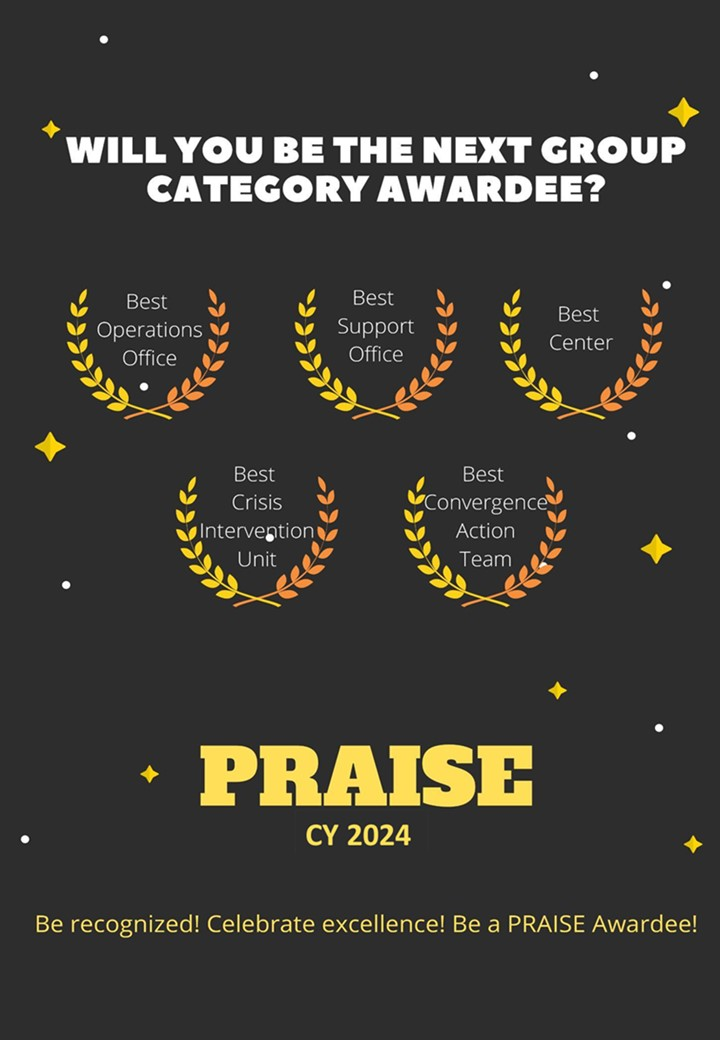 WILL YOU BE THE NEXT GROUP
CATEGORY AWARDEE?
Best
Operations
Office
Best
Support
Office
Best
Center
Best
Crisis
Intervention
Unit
Best
Convergence
Action
Team
PRAISE
CY 2024
Be recognized! Celebrate excellence! Be a PRAISE Awardee!